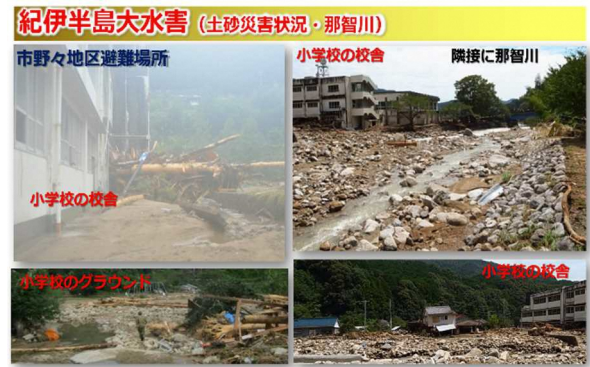 紀伊半島大水害（土砂災害状況・那智川）
市野々地区避難場所
小学校の校舎
小学校の校舎
隣接に那智川
小学校のグラウンド
小学校の校舎